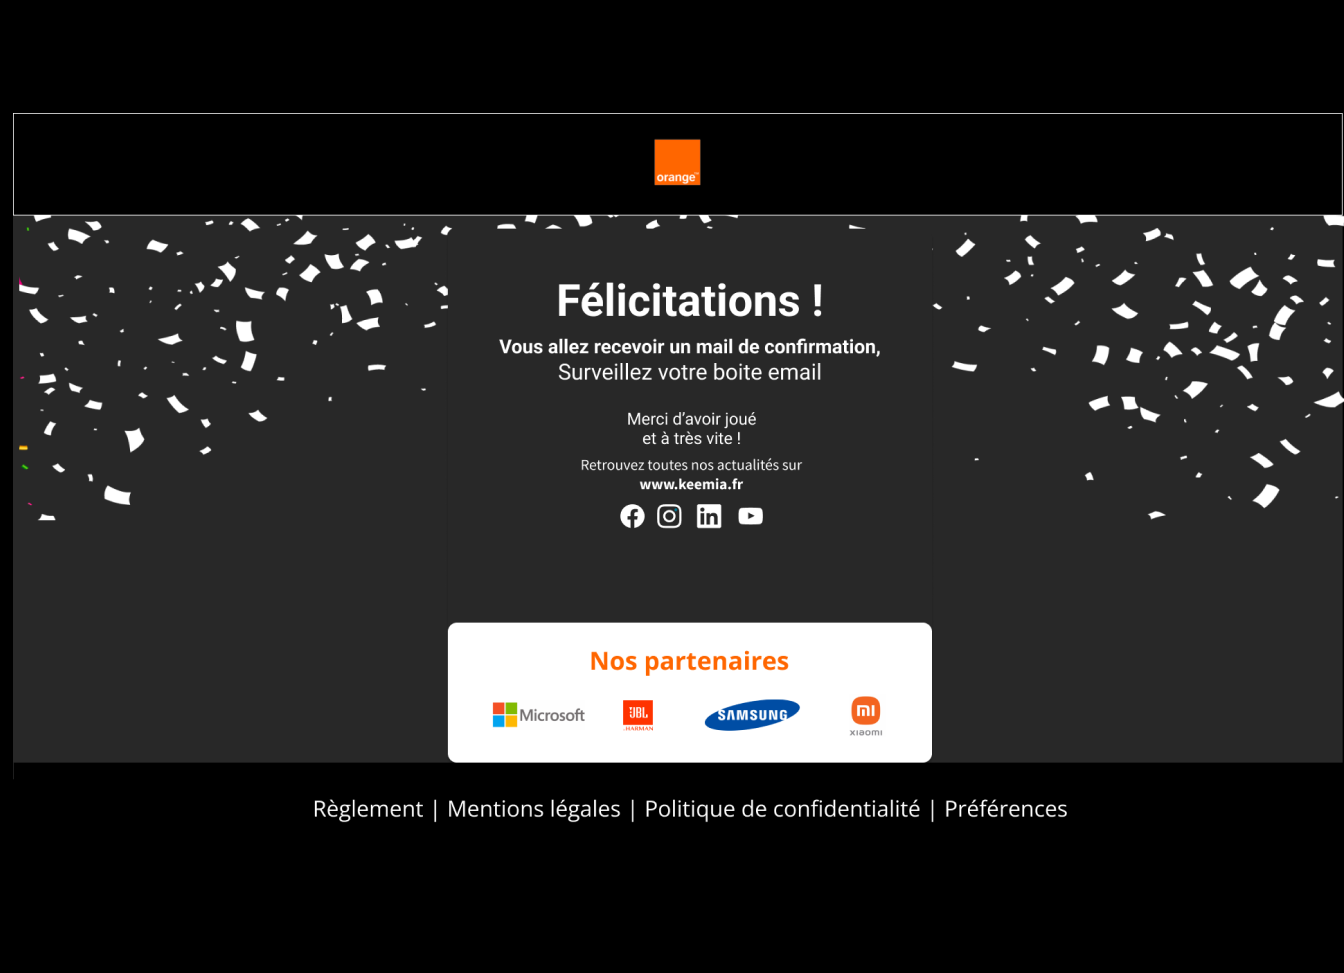 orange™
Félicitations !
Vous allez recevoir un mail de confirmation,
Surveillez votre boite email
Merci d’avoir joué
et à très vite !
Retrouvez toutes nos actualités sur
www.keemia.fr
Nos partenaires
Microsoft
JBL
HARMAN
SAMSUNG
xiaomi
Règlement | Mentions légales | Politique de confidentialité | Préférences